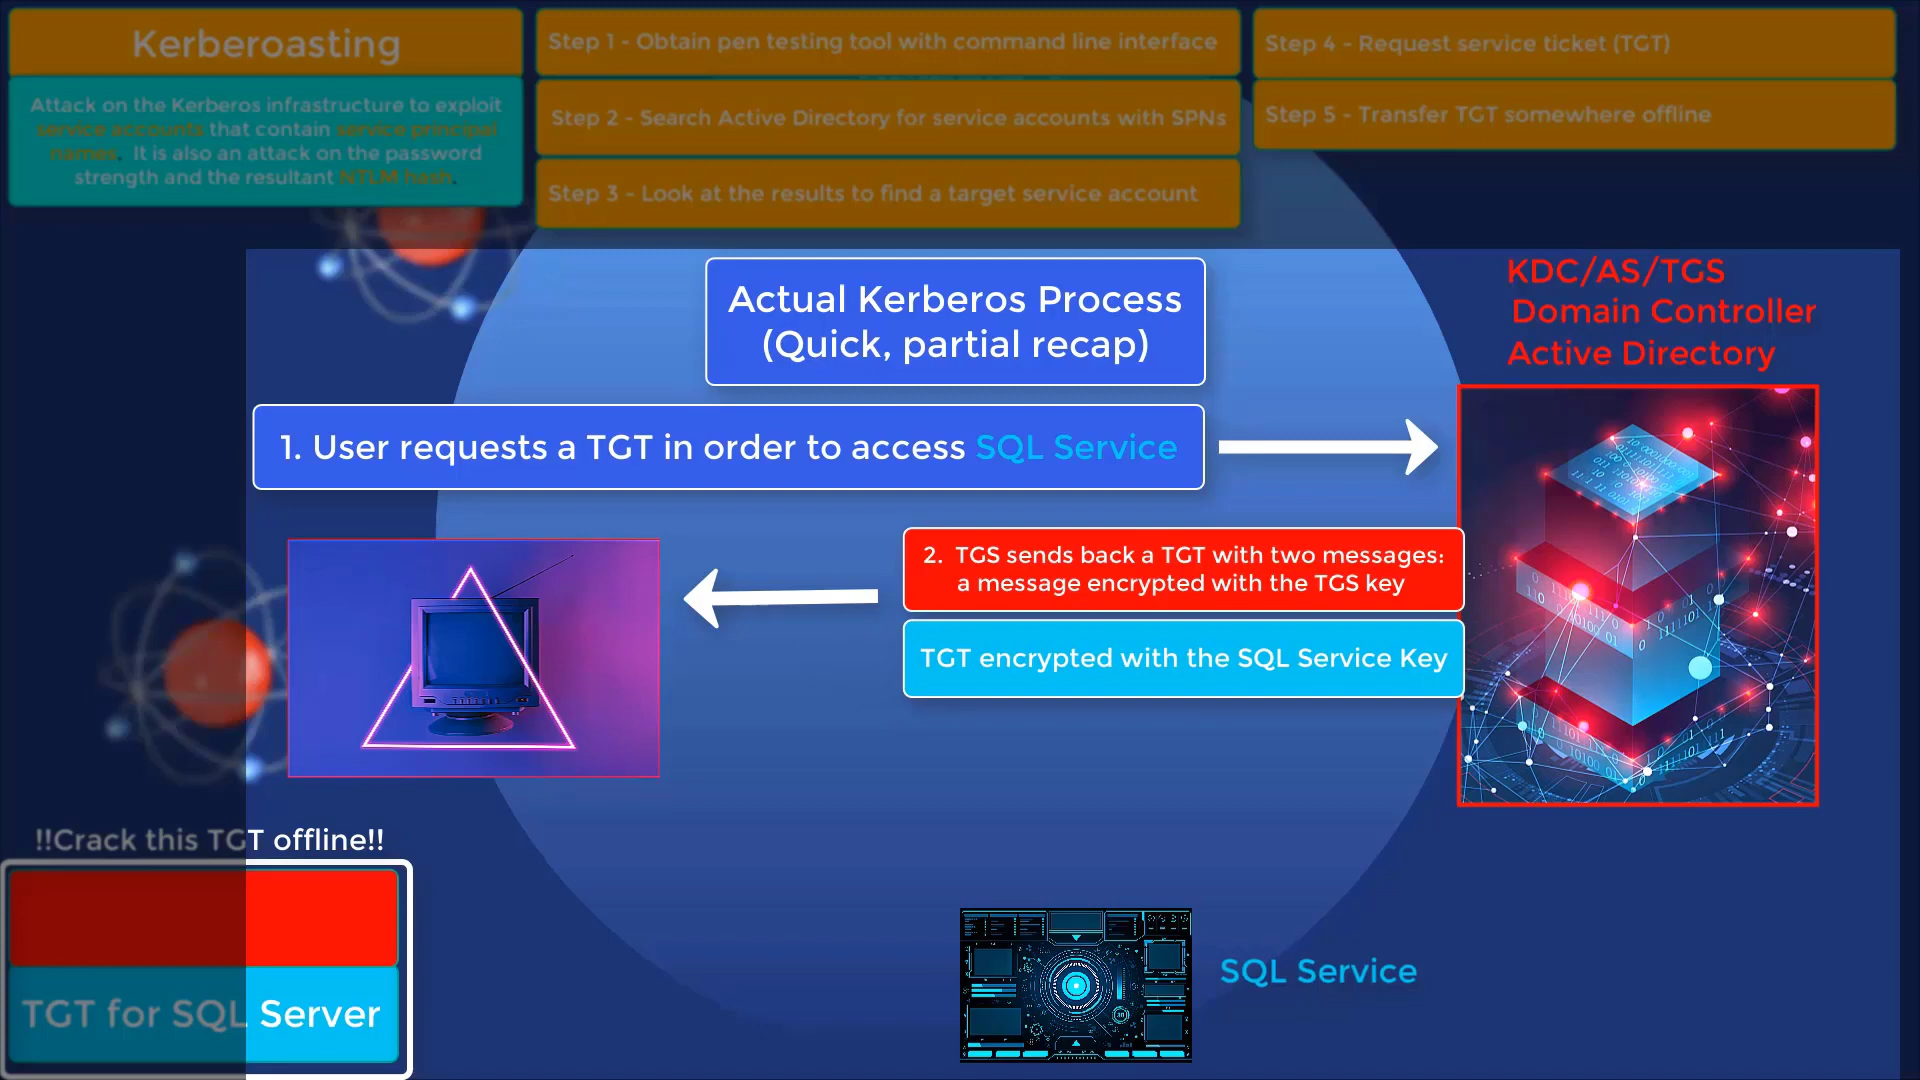 Kerberoasting
Attack on the Kerberos infrastructure to exploit
service accounts that contain service principal
names. It is also an attack on the password
strength and the resultant NTLM hash.
Step 1 - Obtain pen testing tool with command line interface
Step 2 - Search Active Directory for service accounts with SPNs
Step 3 - Look at the results to find a target service account
Step 4 - Request service ticket (TGT)
Step 5 - Transfer TGT somewhere offline
Actual Kerberos Process
(Quick, partial recap)
KDC/AS/TGS
Domain Controller
Active Directory
1. User requests a TGT in order to access SQL Service
2. TGS sends back a TGT with two messages:
a message encrypted with the TGS key
TGT encrypted with the SQL Service Key
!!Crack this TGT offline!!
TGT for SQL Server
SQL Service